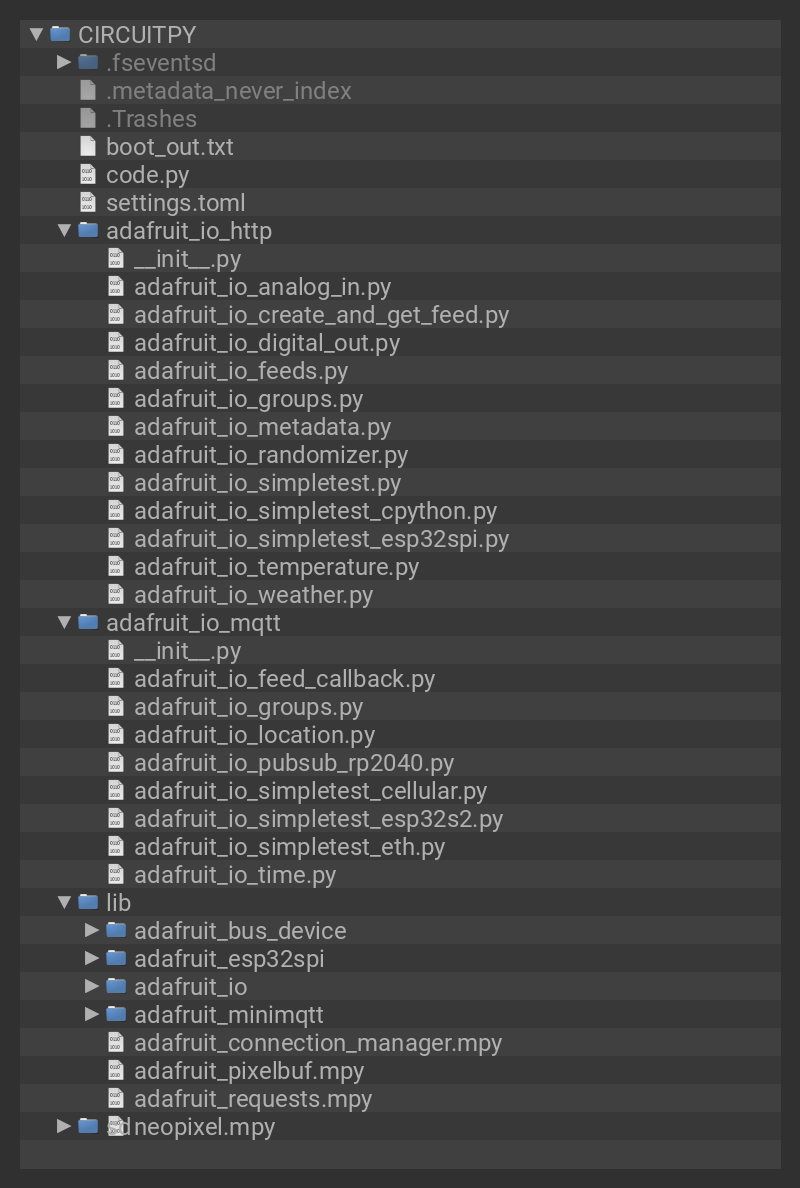 CIRCUITPY
.fseventsd
.metadata_never_index
.Trashes
boot_out.txt
code.py
settings.toml
adafruit_io_http
__init__.py
adafruit_io_analog_in.py
adafruit_io_create_and_get_feed.py
adafruit_io_digital_out.py
adafruit_io_feeds.py
adafruit_io_groups.py
adafruit_io_metadata.py
adafruit_io_randomizer.py
adafruit_io_simpletest.py
adafruit_io_simpletest_cpython.py
adafruit_io_simpletest_esp32spi.py
adafruit_io_temperature.py
adafruit_io_weather.py
adafruit_io_mqtt
__init__.py
adafruit_io_feed_callback.py
adafruit_io_groups.py
adafruit_io_location.py
adafruit_io_pubsub_rp2040.py
adafruit_io_simpletest_cellular.py
adafruit_io_simpletest_esp32s2.py
adafruit_io_simpletest_eth.py
adafruit_io_time.py
lib
adafruit_bus_device
adafruit_esp32spi
adafruit_io
adafruit_minimqtt
adafruit_connection_manager.mpy
adafruit_pixelbuf.mpy
adafruit_requests.mpy
sd neopixel.mpy